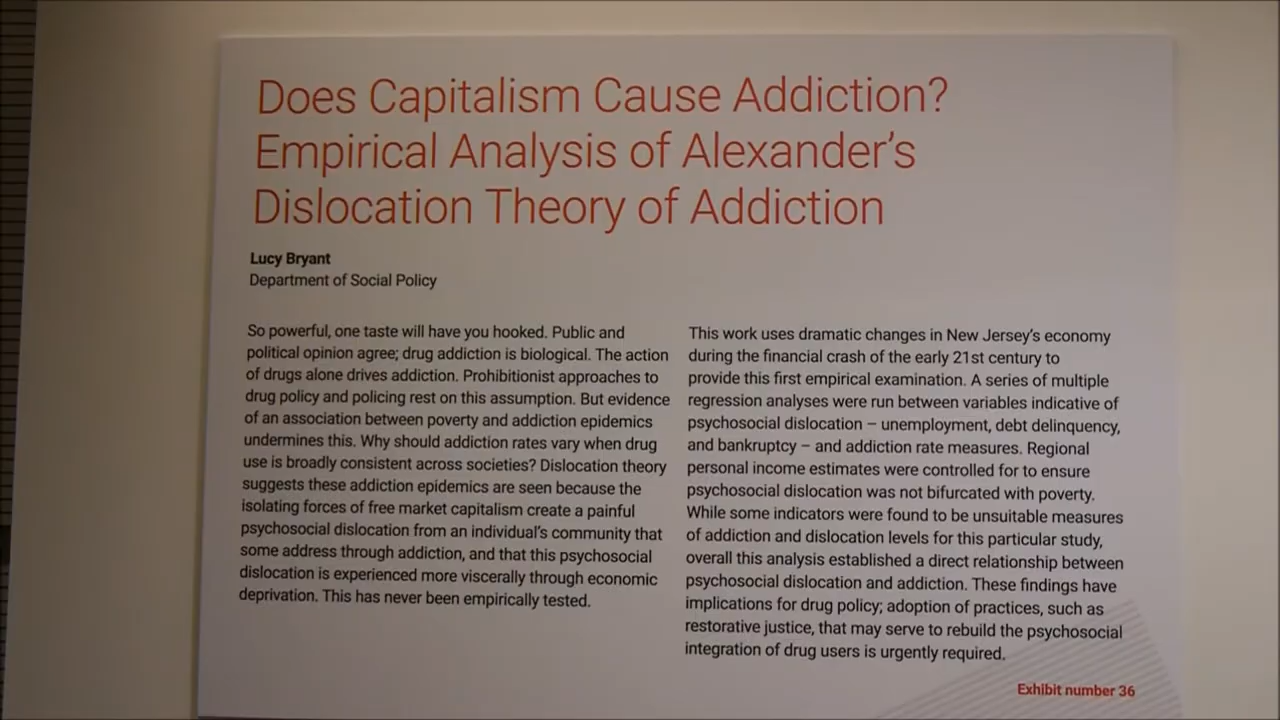 Does Capitalism Cause Addiction?
Empirical Analysis of Alexander's
Dislocation Theory of Addiction
Lucy Bryant
Department of Social Policy
So powerful, one taste will have you hooked. Public and
political opinion agree; drug addiction is biological. The action
of drugs alone drives addiction. Prohibitionist approaches to
drug policy and policing rest on this assumption. But evidence
of an association between poverty and addiction epidemics
undermines this. Why should addiction rates vary when drug
use is broadly consistent across societies? Dislocation theory
suggests these addiction epidemics are seen because the
isolating forces of free market capitalism create a painful
psychosocial dislocation from an individual's community that
some address through addiction, and that this psychosocial
dislocation is experienced more viscerally through economic
deprivation. This has never been empirically tested.
This work uses dramatic changes in New Jersey's economy
during the financial crash of the early 21st century to
provide this first empirical examination. A series of multiple
regression analyses were run between variables indicative of
psychosocial dislocation – unemployment, debt delinquency,
and bankruptcy – and addiction rate measures. Regional
personal income estimates were controlled for to ensure
psychosocial dislocation was not bifurcated with poverty.
While some indicators were found to be unsuitable measures
of addiction and dislocation levels for this particular study,
overall this analysis established a direct relationship between
psychosocial dislocation and addiction. These findings have
implications for drug policy; adoption of practices, such as
restorative justice, that may serve to rebuild the psychosocial
integration of drug users is urgently required.
Exhibit number 36